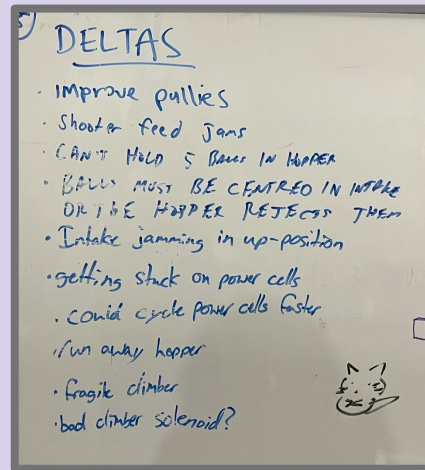 5)
DELTAS
· improve pullies
· Shooter feed jams
· CAN'T HOLD 5 BALLS IN HOPPER
· BALLS MUST BE CENTRED IN INTAKE
OR THE HOPPER REJECTS THEM
· Intake jamming in up-position
· getting stuck on power cells
· could cycle power cells faster
· run away hopper
· fragile climber
· bad climber solenoid?